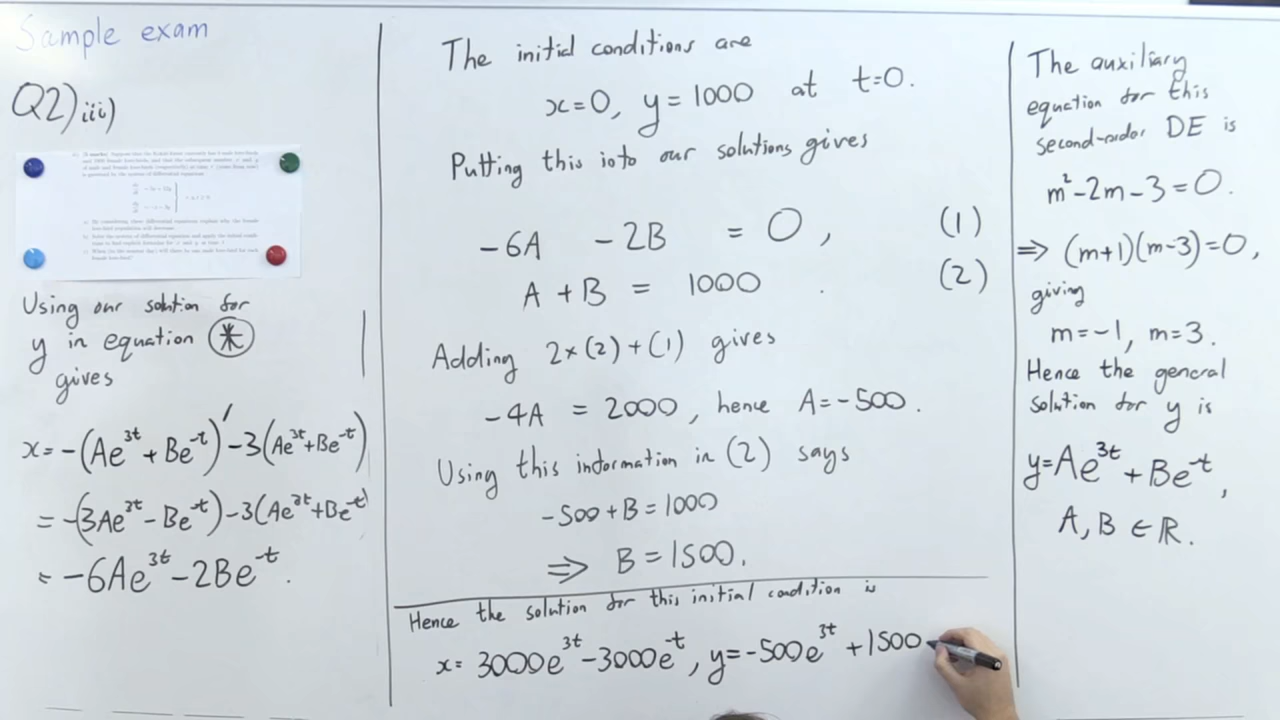 Sample exam
Q2)iii)
Using our solution for
y in equation (*)
gives
x=-(Ae^{3t}+Be^{-t})'-3(Ae^{3t}+Be^{-t})
=-(3Ae^{3t}-Be^{-t})-3(Ae^{3t}+Be^{-t})
=-6Ae^{3t}-2Be^{-t}.
The initial conditions are
x=0, y=1000 at t=0.
Putting this into our solutions gives
-6A -2B = 0, (1)
A+B = 1000. (2)
Adding 2×(2)+(1) gives
-4A = 2000, hence A=-500.
Using this information in (2) says
-500+B=1000
⇒ B=1500.
Hence the solution for this initial condition is
x= 3000e^{3t}-3000e^{-t}, y=-500e^{3t}+1500
The auxiliary
equation for this
second-order DE is
m²-2m-3=0.
⇒ (m+1)(m-3)=0,
giving
m=-1, m=3.
Hence the general
solution for y is
y=Ae^{3t}+Be^{-t},
A,B ∈ ℝ.